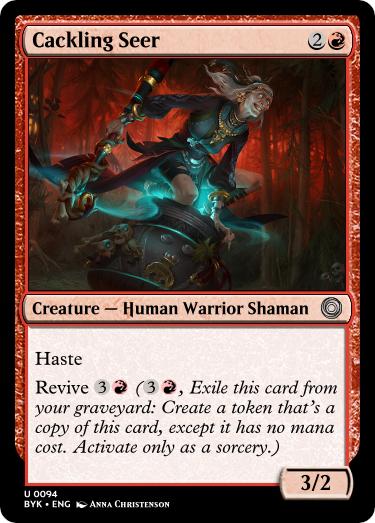 Cackling Seer 2
Creature — Human Warrior Shaman
Haste
Revive 3 (3, Exile this card from
your graveyard: Create a token that's a
copy of this card, except it has no mana
cost. Activate only as a sorcery.)
3/2
U 0094
BYK • ENG Anna Christenson